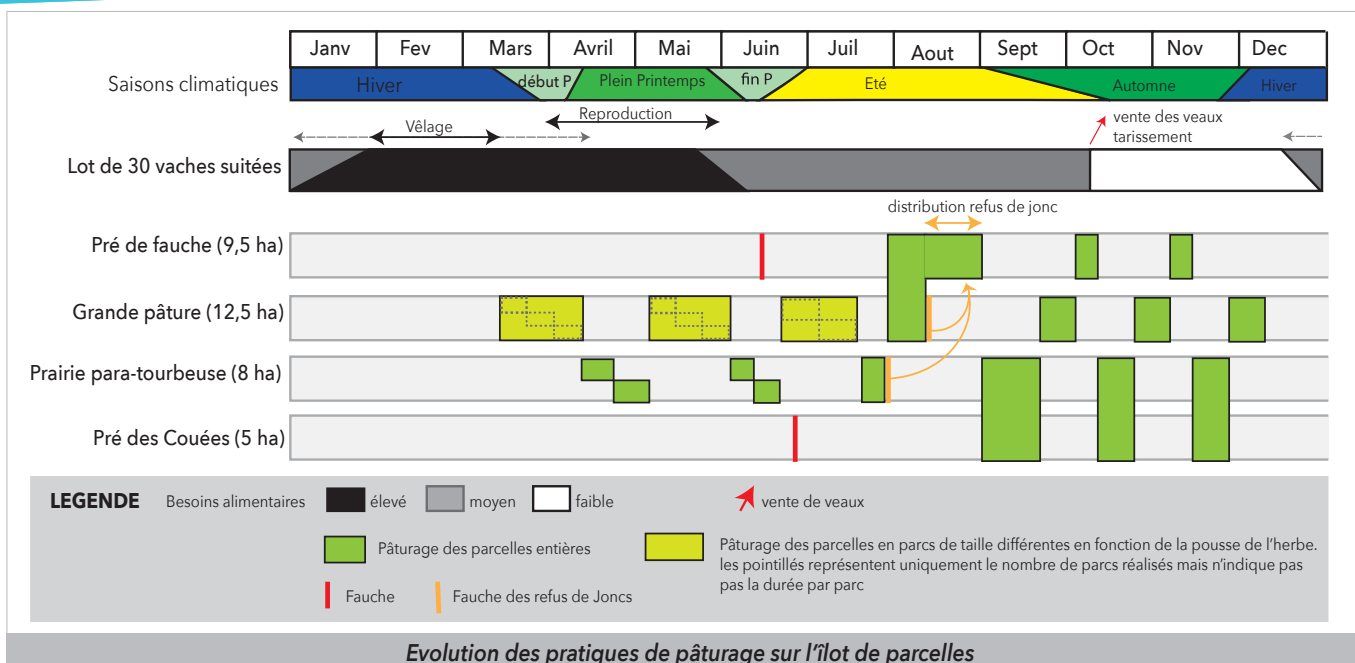 Janv Fev Mars Avril Mai Juin Juil Aout Sept Oct Nov Dec
Saisons climatiques
Hiver début P Plein Printemps fin P Eté Automne Hiver
Vêlage
Reproduction
vente des veaux
tarissement
Lot de 30 vaches suitées
distribution refus de jonc
Pré de fauche (9,5 ha)
Grande pâture (12,5 ha)
Prairie para-tourbeuse (8 ha)
Pré des Couées (5 ha)
LEGENDE Besoins alimentaires élevé moyen faible vente de veaux
Pâturage des parcelles entières
Pâturage des parcelles en parcs de taille différentes en fonction de la pousse de l'herbe.
les pointillés représentent uniquement le nombre de parcs réalisés mais n'indique pas
pas la durée par parc
Fauche Fauche des refus de Joncs
Evolution des pratiques de pâturage sur l'îlot de parcelles